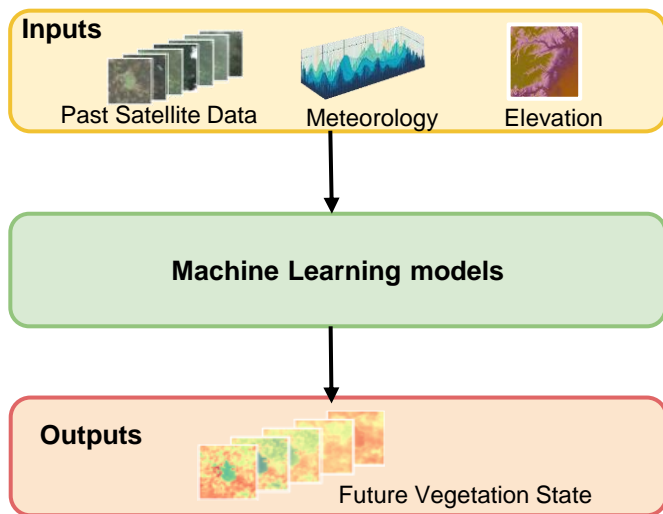 Inputs
Past Satellite Data
Meteorology
Elevation
Machine Learning models
Outputs
Future Vegetation State